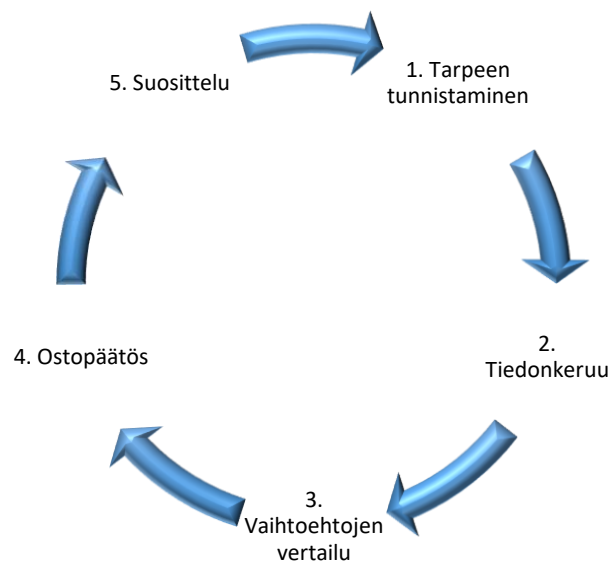 1. Tarpeen
tunnistaminen
2.
Tiedonkeruu
3.
Vaihtoehtojen
vertailu
4. Ostopäätös
5. Suosittelu